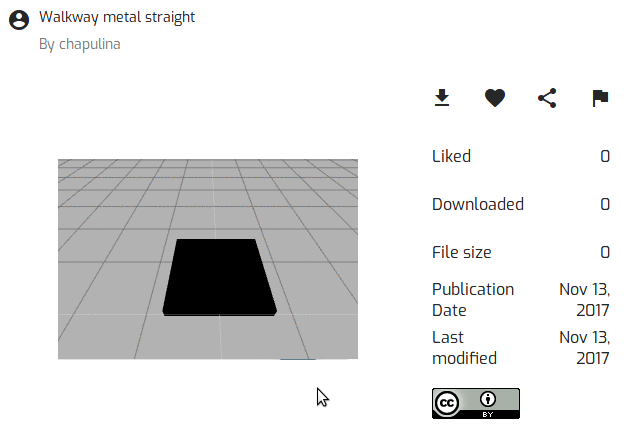 Walkway metal straight
By chapulina
Liked 0
Downloaded 0
File size 0
Publication Date Nov 13, 2017
Last modified Nov 13, 2017
cc BY